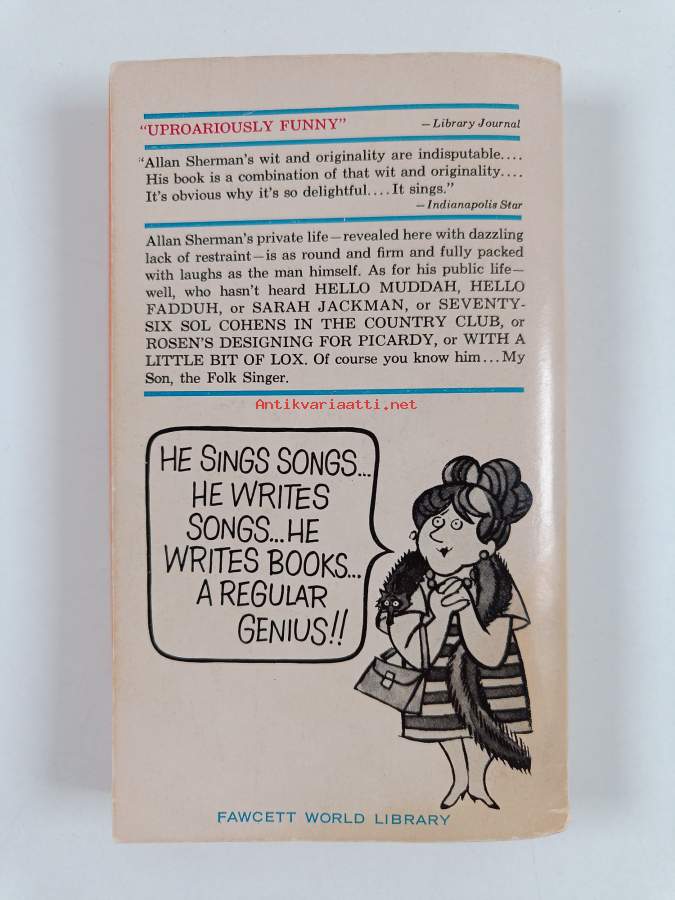 "UPROARIOUSLY FUNNY" —Library Journal
"Allan Sherman's wit and originality are indisputable....
His book is a combination of that wit and originality....
It's obvious why it's so delightful....It sings."
—Indianapolis Star
Allan Sherman's private life—revealed here with dazzling
lack of restraint—is as round and firm and fully packed
with laughs as the man himself. As for his public life—
well, who hasn't heard HELLO MUDDAH, HELLO
FADDUH, or SARAH JACKMAN, or SEVENTY-
SIX SOL COHENS IN THE COUNTRY CLUB, or
ROSEN'S DESIGNING FOR PICARDY, or WITH A
LITTLE BIT OF LOX. Of course you know him...My
Son, the Folk Singer.
Antikvariaatti.net
HE SINGS SONGS...
HE WRITES
SONGS...HE
WRITES BOOKS...
A REGULAR
GENIUS!!
FAWCETT WORLD LIBRARY